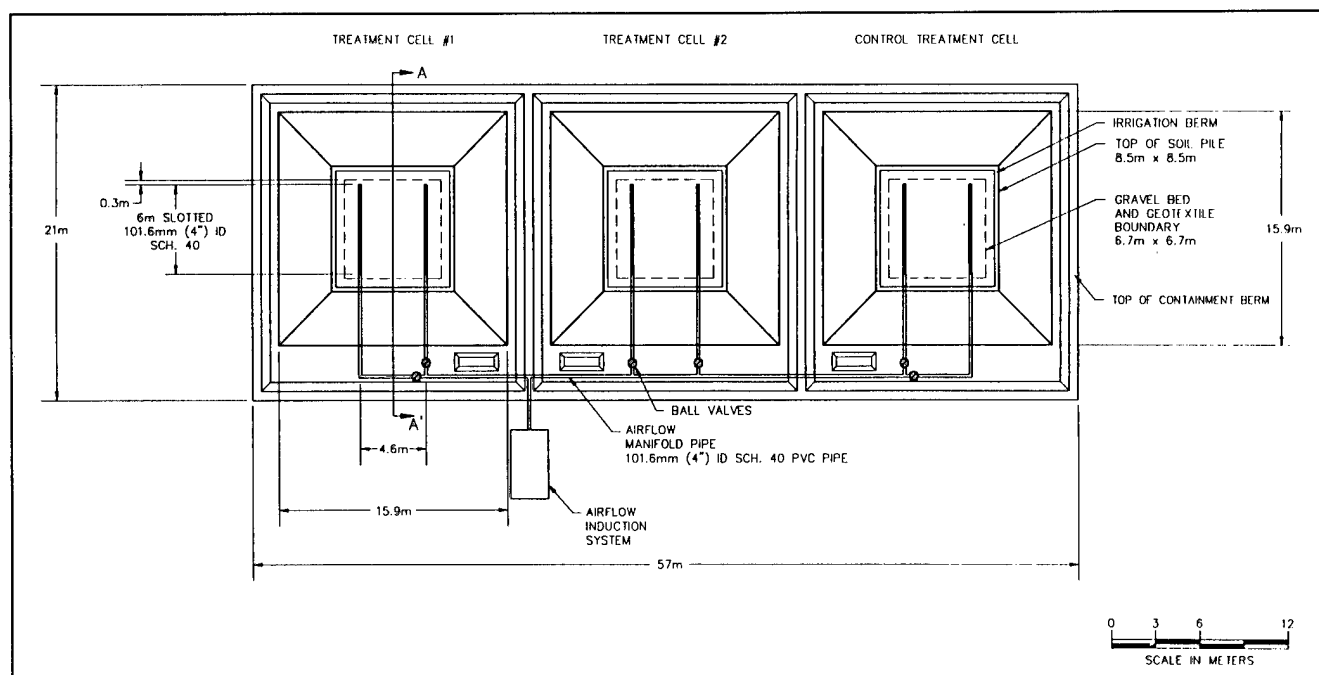 TREATMENT CELL #1
TREATMENT CELL #2
CONTROL TREATMENT CELL
A
IRRIGATION BERM
TOP OF SOIL PILE
8.5m x 8.5m
0.3m
6m SLOTTED
101.6mm (4") ID
SCH. 40
21m
GRAVEL BED
AND GEOTEXTILE
BOUNDARY
6.7m x 6.7m
15.9m
TOP OF CONTAINMENT BERM
A'
BALL VALVES
4.6m
AIRFLOW
MANIFOLD PIPE
101.6mm (4") ID SCH. 40 PVC PIPE
15.9m
AIRFLOW
INDUCTION
SYSTEM
57m
0 3 6 12
SCALE IN METERS